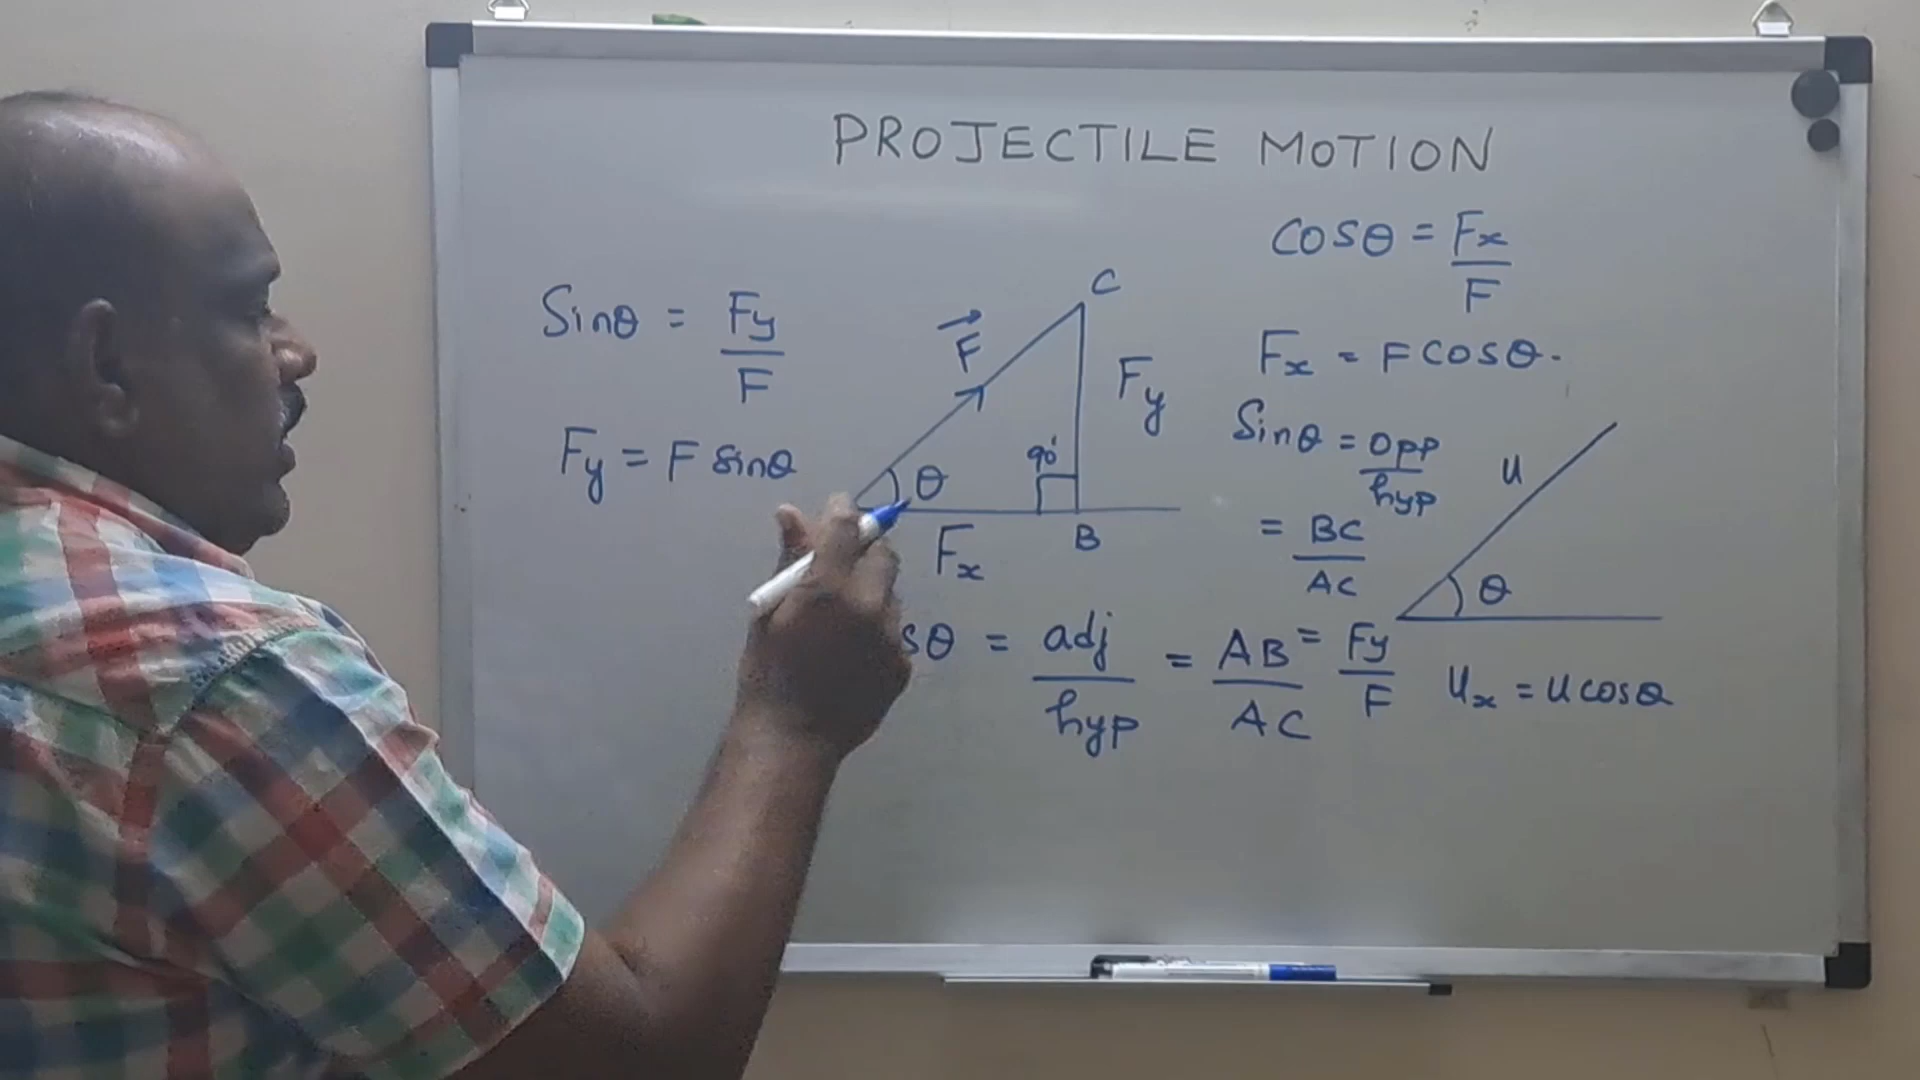 PROJECTILE MOTION
Sinθ = Fy / F
Fy = F sinθ
C
F
Fy
90°
θ
B
Fx
sθ = adj / hyp = AB / AC
cosθ = Fx / F
Fx = F cosθ.
Sinθ = opp / hyp
= BC / AC
= Fy / F
u
θ
ux = u cosθ